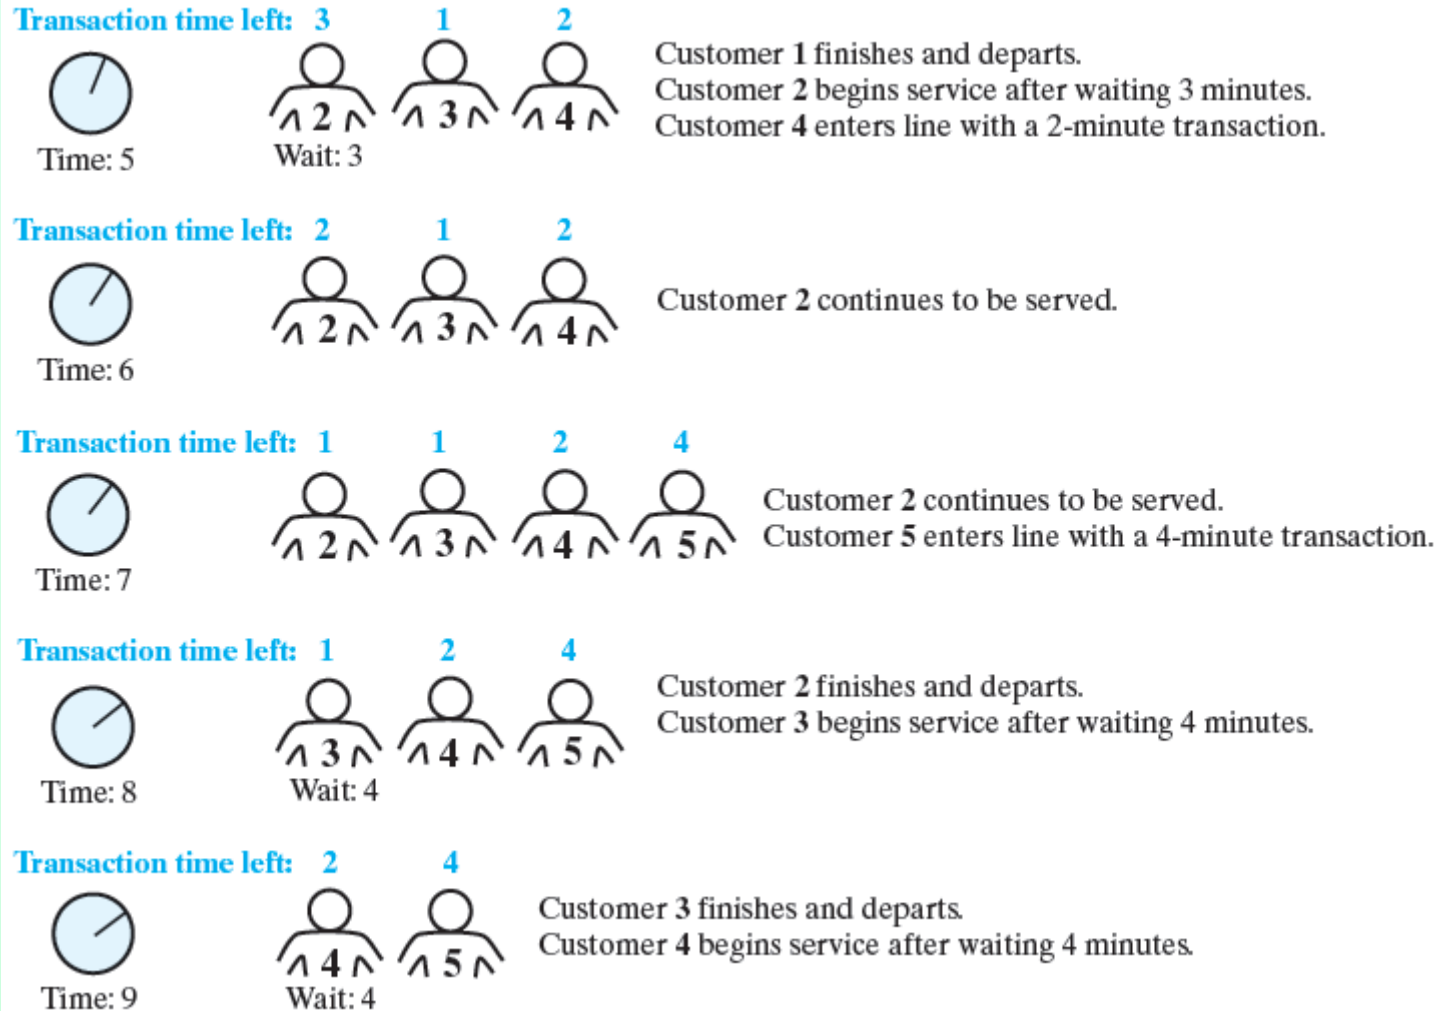 Transaction time left: 3 1 2
Customer 1 finishes and departs.
Customer 2 begins service after waiting 3 minutes.
2 3 4
Customer 4 enters line with a 2-minute transaction.
Time: 5
Wait: 3
Transaction time left: 2 1 2
Customer 2 continues to be served.
2 3 4
Time: 6
Transaction time left: 1 1 2 4
Customer 2 continues to be served.
2 3 4 5
Customer 5 enters line with a 4-minute transaction.
Time: 7
Transaction time left: 1 2 4
Customer 2 finishes and departs.
Customer 3 begins service after waiting 4 minutes.
3 4 5
Time: 8
Wait: 4
Transaction time left: 2 4
Customer 3 finishes and departs.
Customer 4 begins service after waiting 4 minutes.
4 5
Time: 9
Wait: 4